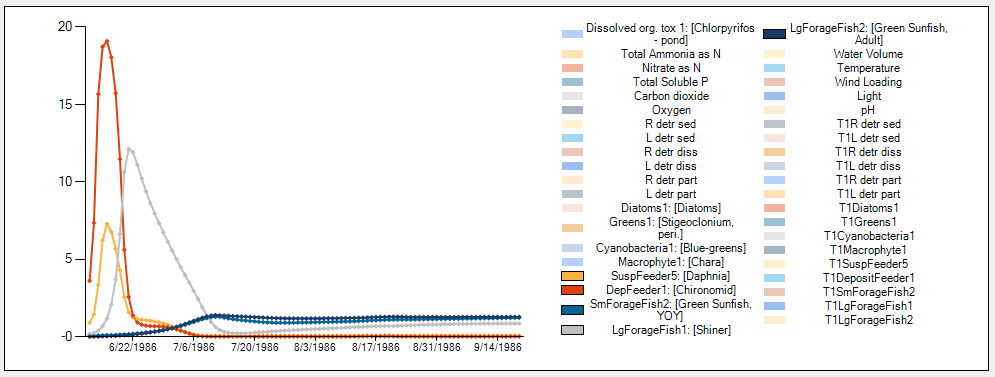 20
15
10
5
-0
6/22/1986
7/6/1986
7/20/1986
8/3/1986
8/17/1986
8/31/1986
9/14/1986
Dissolved org. tox 1: [Chlorpyrifos
- pond]
Total Ammonia as N
Nitrate as N
Total Soluble P
Carbon dioxide
Oxygen
R detr sed
L detr sed
R detr diss
L detr diss
R detr part
L detr part
Diatoms1: [Diatoms]
Greens1: [Stigeoclonium,
peri.]
Cyanobacteria1: [Blue-greens]
Macrophyte1: [Chara]
SuspFeeder5: [Daphnia]
DepFeeder1: [Chironomid]
SmForageFish2: [Green Sunfish,
YOY]
LgForageFish1: [Shiner]
LgForageFish2: [Green Sunfish,
Adult]
Water Volume
Temperature
Wind Loading
Light
pH
T1R detr sed
T1L detr sed
T1R detr diss
T1L detr diss
T1R detr part
T1L detr part
T1Diatoms1
T1Greens1
T1Cyanobacteria1
T1Macrophyte1
T1SuspFeeder5
T1DepositFeeder1
T1SmForageFish2
T1LgForageFish1
T1LgForageFish2